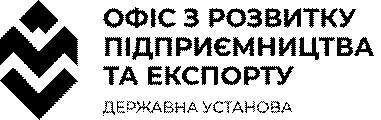 ОФІС З РОЗВИТКУ
ПІДПРИЄМНИЦТВА
ТА ЕКСПОРТУ
ДЕРЖАВНА УСТАНОВА